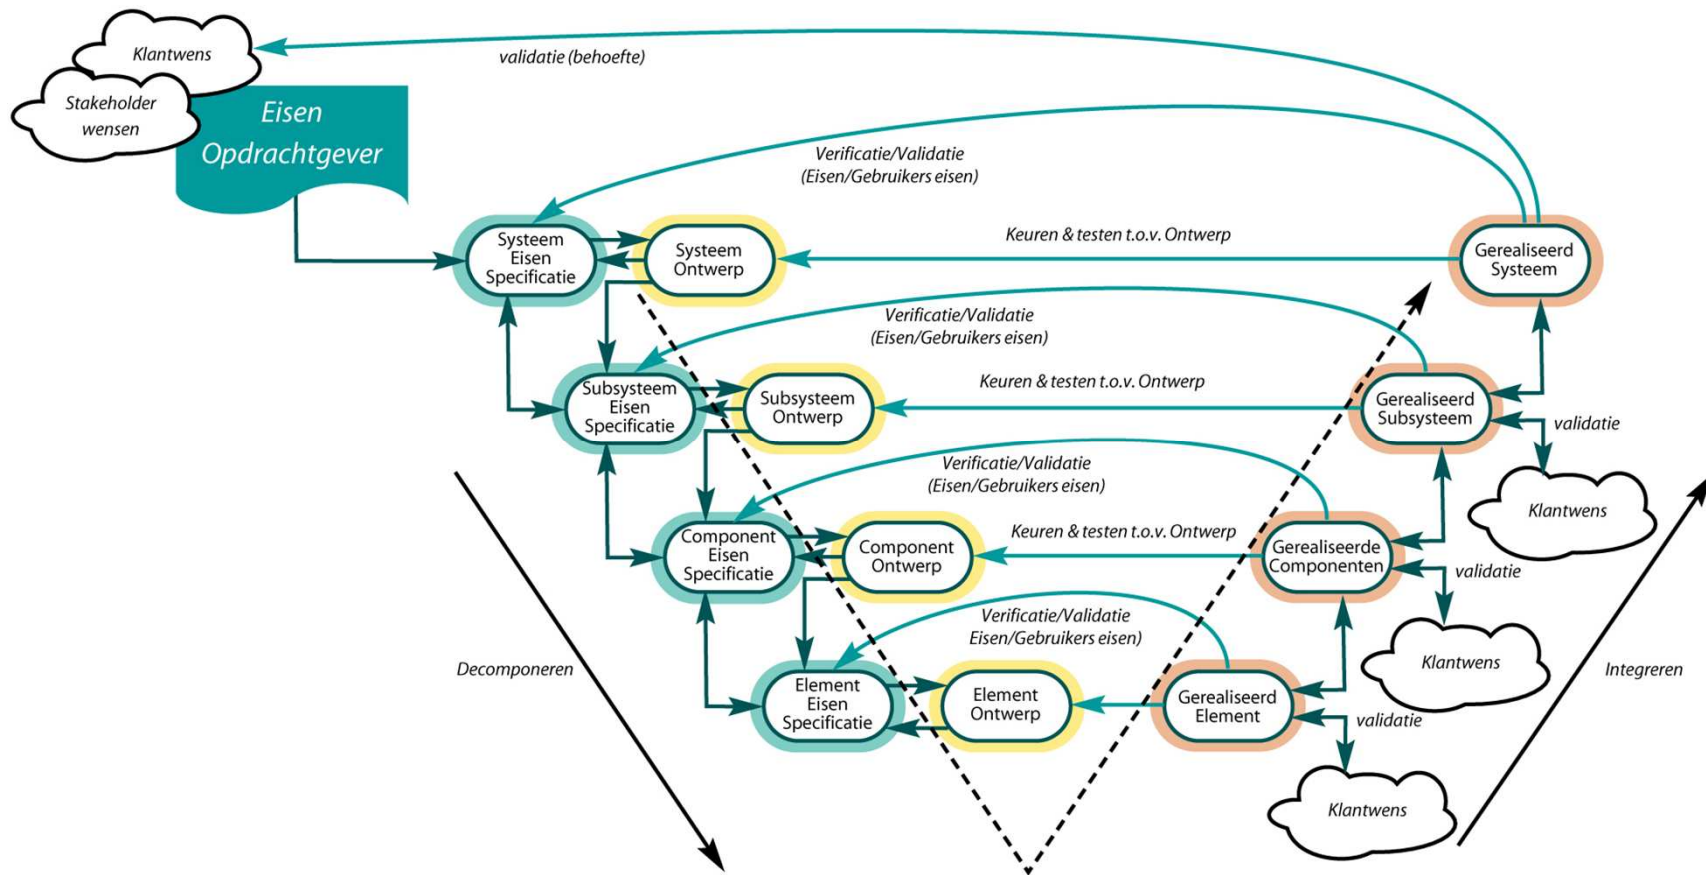 Klantwens
validatie (behoefte)
Stakeholder
wensen
Eisen
Opdrachtgever
Verificatie/Validatie
(Eisen/Gebruikers eisen)
Systeem
Eisen
Specificatie
Systeem
Ontwerp
Keuren & testen t.o.v. Ontwerp
Gerealiseerd
Systeem
Verificatie/Validatie
(Eisen/Gebruikers eisen)
Subsysteem
Eisen
Specificatie
Subsysteem
Ontwerp
Keuren & testen t.o.v. Ontwerp
Gerealiseerd
Subsysteem
validatie
Klantwens
Verificatie/Validatie
(Eisen/Gebruikers eisen)
Component
Eisen
Specificatie
Component
Ontwerp
Keuren & testen t.o.v. Ontwerp
Gerealiseerde
Componenten
validatie
Klantwens
Verificatie/Validatie
Eisen/Gebruikers eisen)
Decomponeren
Integreren
Element
Eisen
Specificatie
Element
Ontwerp
Gerealiseerd
Element
validatie
Klantwens